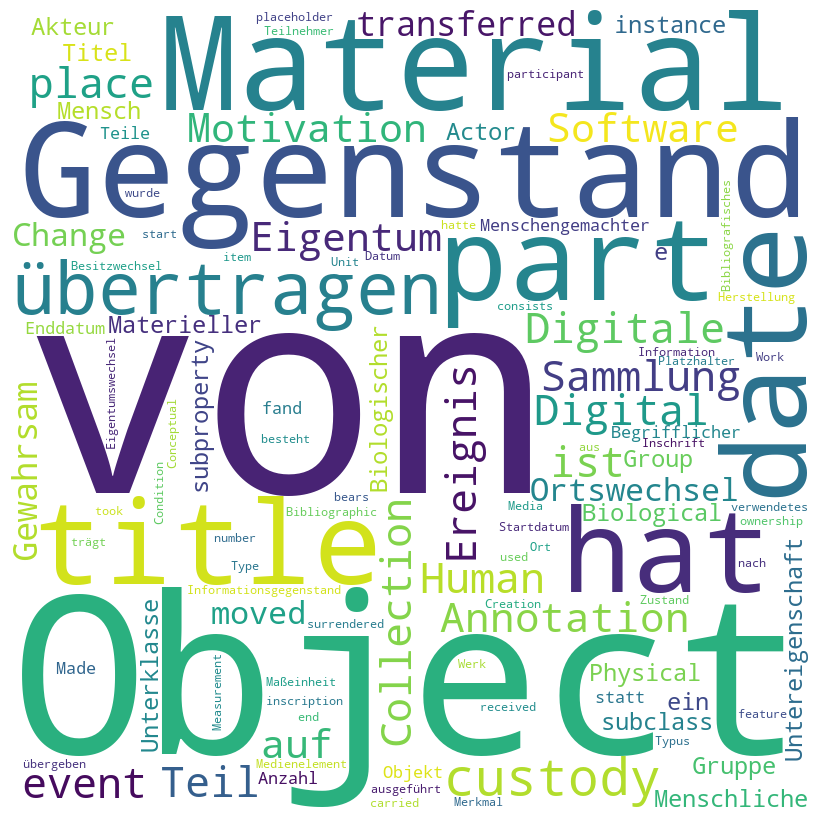 Akteur
placeholder
Teilnehmer
transferred
instance
Titel
Material
participant
place
Mensch
Teile
Motivation
Actor
Software
Gegenstand
wurde
Change
start
Eigentum
hatte
Menschengemachter
Bibliografisches
Besitzwechsel
item
Unit
Datum
part
e
date
übertragen
consists
Herstellung
Enddatum
Materieller
Digitale
Information
Platzhalter
Work
von
Eigentumswechsel
subproperty
fand
besteht
Biologischer
Ereignis
Sammlung
Digital
Begrifflicher
Inschrift
Gewahrsam
Conceptual
Condition
ist
aus
Group
Ortswechsel
bears
Media
verwendetes
took
title
Bibliographic
Startdatum
Biological
ownership
trägt
number
Type
Collection
Ort
used
hat
nach
Human
Informationsgegenstand
Creation
Zustand
Unterklasse
moved
surrendered
Annotation
Untereigenschaft
Object
Made
Measurement
Maßeinheit
inscription
end
Werk
received
Physical
statt
ein
subclass
feature
Typus
auf
übergeben
event
Teil
Medienelement
Anzahl
Objekt
ausgeführt
carried
custody
Merkmal
Gruppe
Menschliche